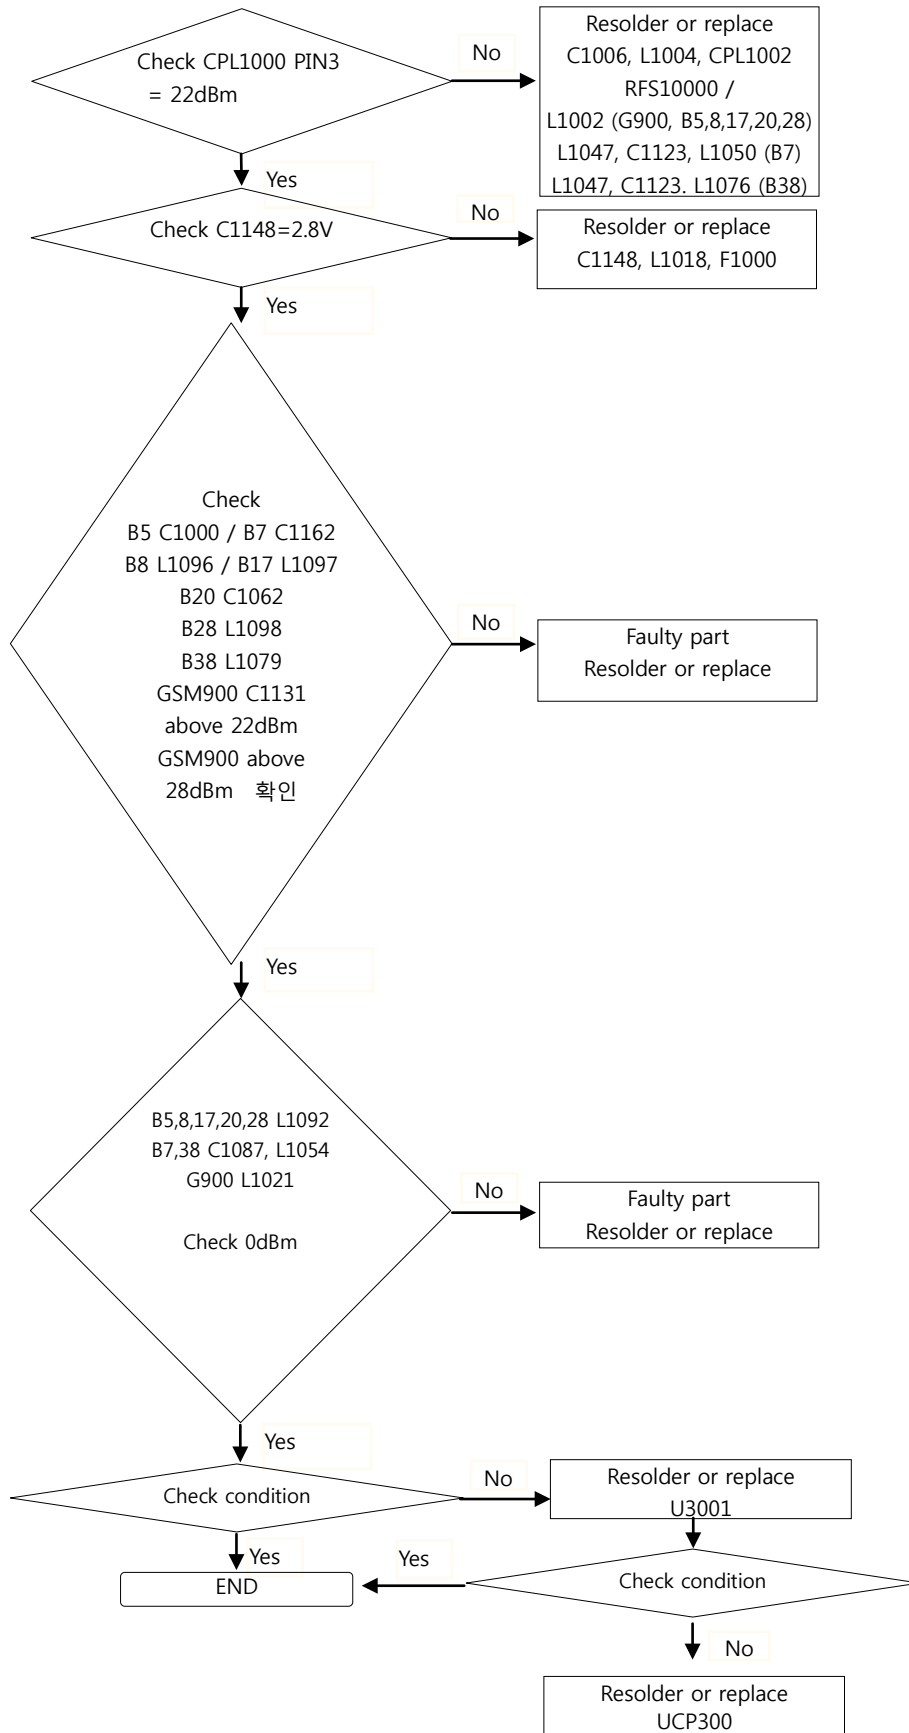 Check CPL1000 PIN3
= 22dBm
No
Resolder or replace
C1006, L1004, CPL1002
RFS10000 /
L1002 (G900, B5,8,17,20,28)
L1047, C1123, L1050 (B7)
L1047, C1123. L1076 (B38)
Yes
Check C1148=2.8V
No
Resolder or replace
C1148, L1018, F1000
Yes
Check
B5 C1000 / B7 C1162
B8 L1096 / B17 L1097
B20 C1062
B28 L1098
B38 L1079
GSM900 C1131
above 22dBm
GSM900 above
28dBm 확인
No
Faulty part
Resolder or replace
Yes
B5,8,17,20,28 L1092
B7,38 C1087, L1054
G900 L1021
Check 0dBm
No
Faulty part
Resolder or replace
Yes
Check condition
No
Resolder or replace
U3001
Yes
END
Yes
Check condition
No
Resolder or replace
UCP300